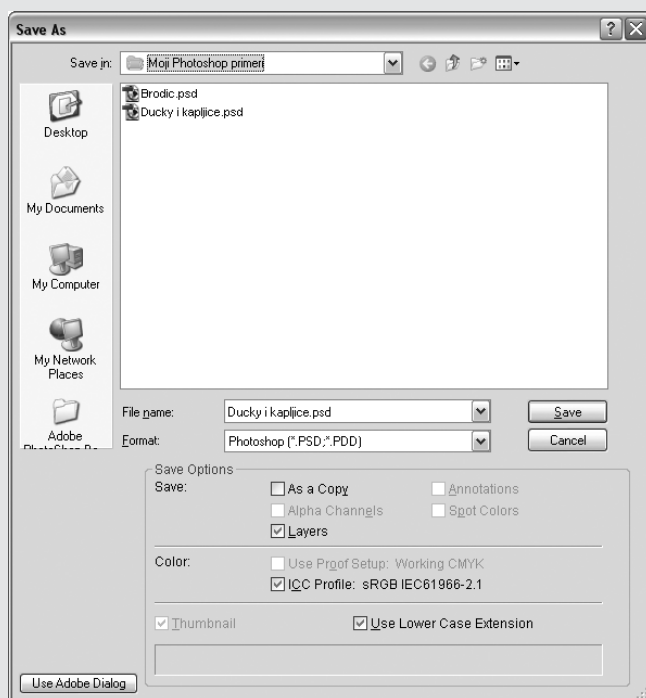 Save As
Save in: Moji Photoshop primeri
Brodic.psd
Ducky i kapljice.psd
Desktop
My Documents
My Computer
My Network
Places
Adobe
File name: Ducky i kapljice.psd Save
Format: Photoshop (*.PSD;*.PDD) Cancel
Save Options
Save: As a Copy Annotations
Alpha Channels Spot Colors
Layers
Color: Use Proof Setup: Working CMYK
ICC Profile: sRGB IEC61966-2.1
Thumbnail Use Lower Case Extension
Use Adobe Dialog